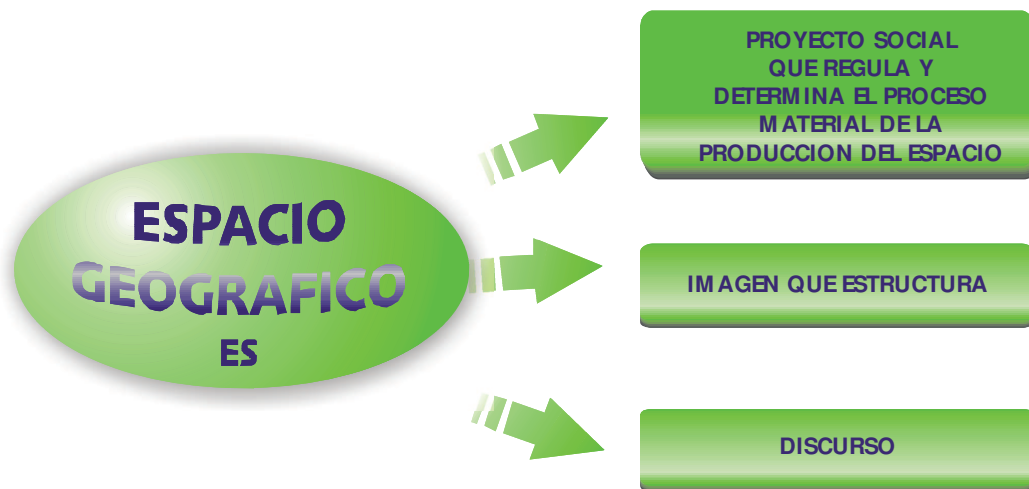 ESPACIO
GEOGRAFICO
ES
PROYECTO SOCIAL
QUE REGULA Y
DETERMINA EL PROCESO
MATERIAL DE LA
PRODUCCION DEL ESPACIO
IMAGEN QUE ESTRUCTURA
DISCURSO